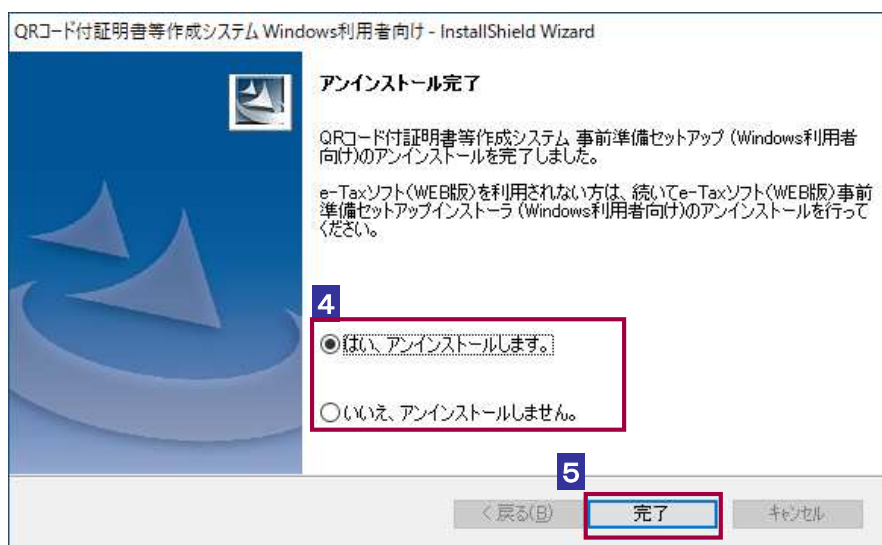 QRコード付証明書等作成システム Windows利用者向け - InstallShield Wizard
アンインストール完了
QRコード付証明書等作成システム 事前準備セットアップ (Windows利用者
向け)のアンインストールを完了しました。
e-Taxソフト(WEB版)を利用されない方は、続いてe-Taxソフト(WEB版)事前
準備セットアップインストーラ (Windows利用者向け)のアンインストールを行って
ください。
4
はい、アンインストールします。
いいえ、アンインストールしません。
5
< 戻る(B) 完了 キャンセル